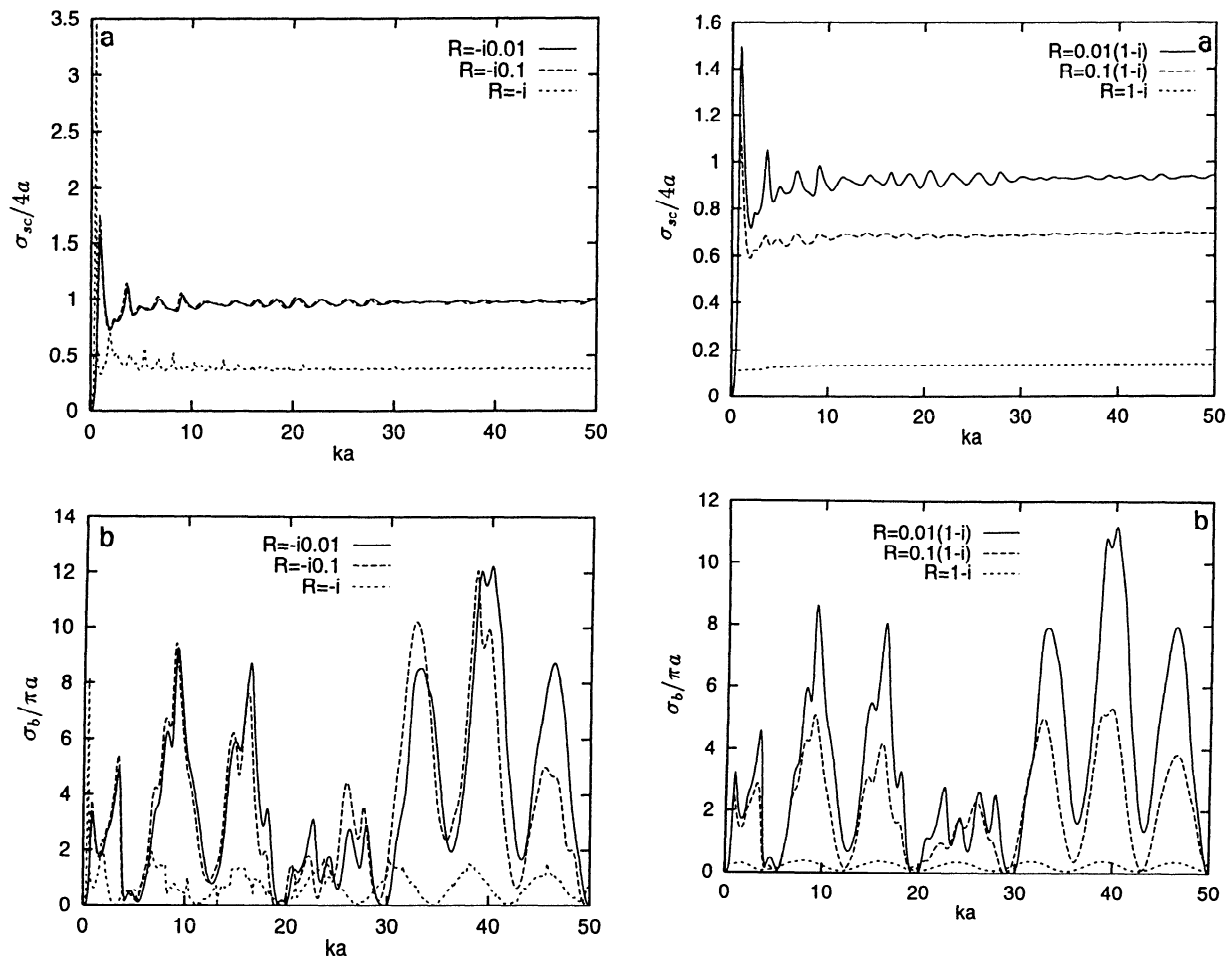 a
R=-i0.01
R=-i0.1
R=-i
3.5
3
2.5
2
1.5
1
0.5
0
σsc/4a
0 10 20 30 40 50
ka
a
R=0.01(1-i)
R=0.1(1-i)
R=1-i
1.6
1.4
1.2
1
0.8
0.6
0.4
0.2
0
σsc/4a
0 10 20 30 40 50
ka
b
R=-i0.01
R=-i0.1
R=-i
14
12
10
8
6
4
2
0
σb/πa
0 10 20 30 40 50
ka
b
R=0.01(1-i)
R=0.1(1-i)
R=1-i
12
10
8
6
4
2
0
σb/πa
0 10 20 30 40 50
ka